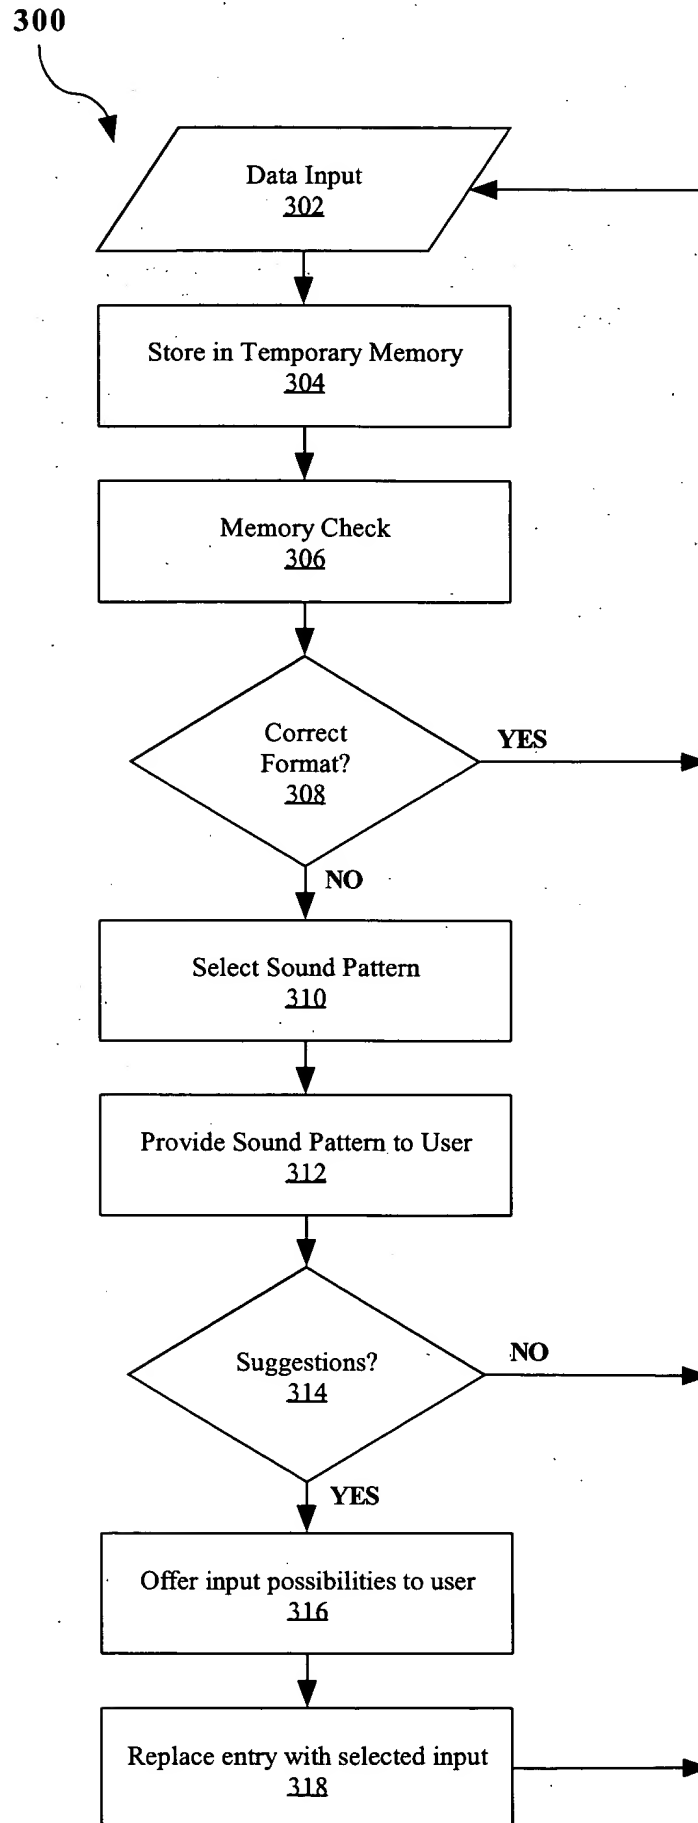 300
Data Input
302
Store in Temporary Memory
304
Memory Check
306
Correct
Format?
308
YES
NO
Select Sound Pattern
310
Provide Sound Pattern to User
312
Suggestions?
314
NO
YES
Offer input possibilities to user
316
Replace entry with selected input
318